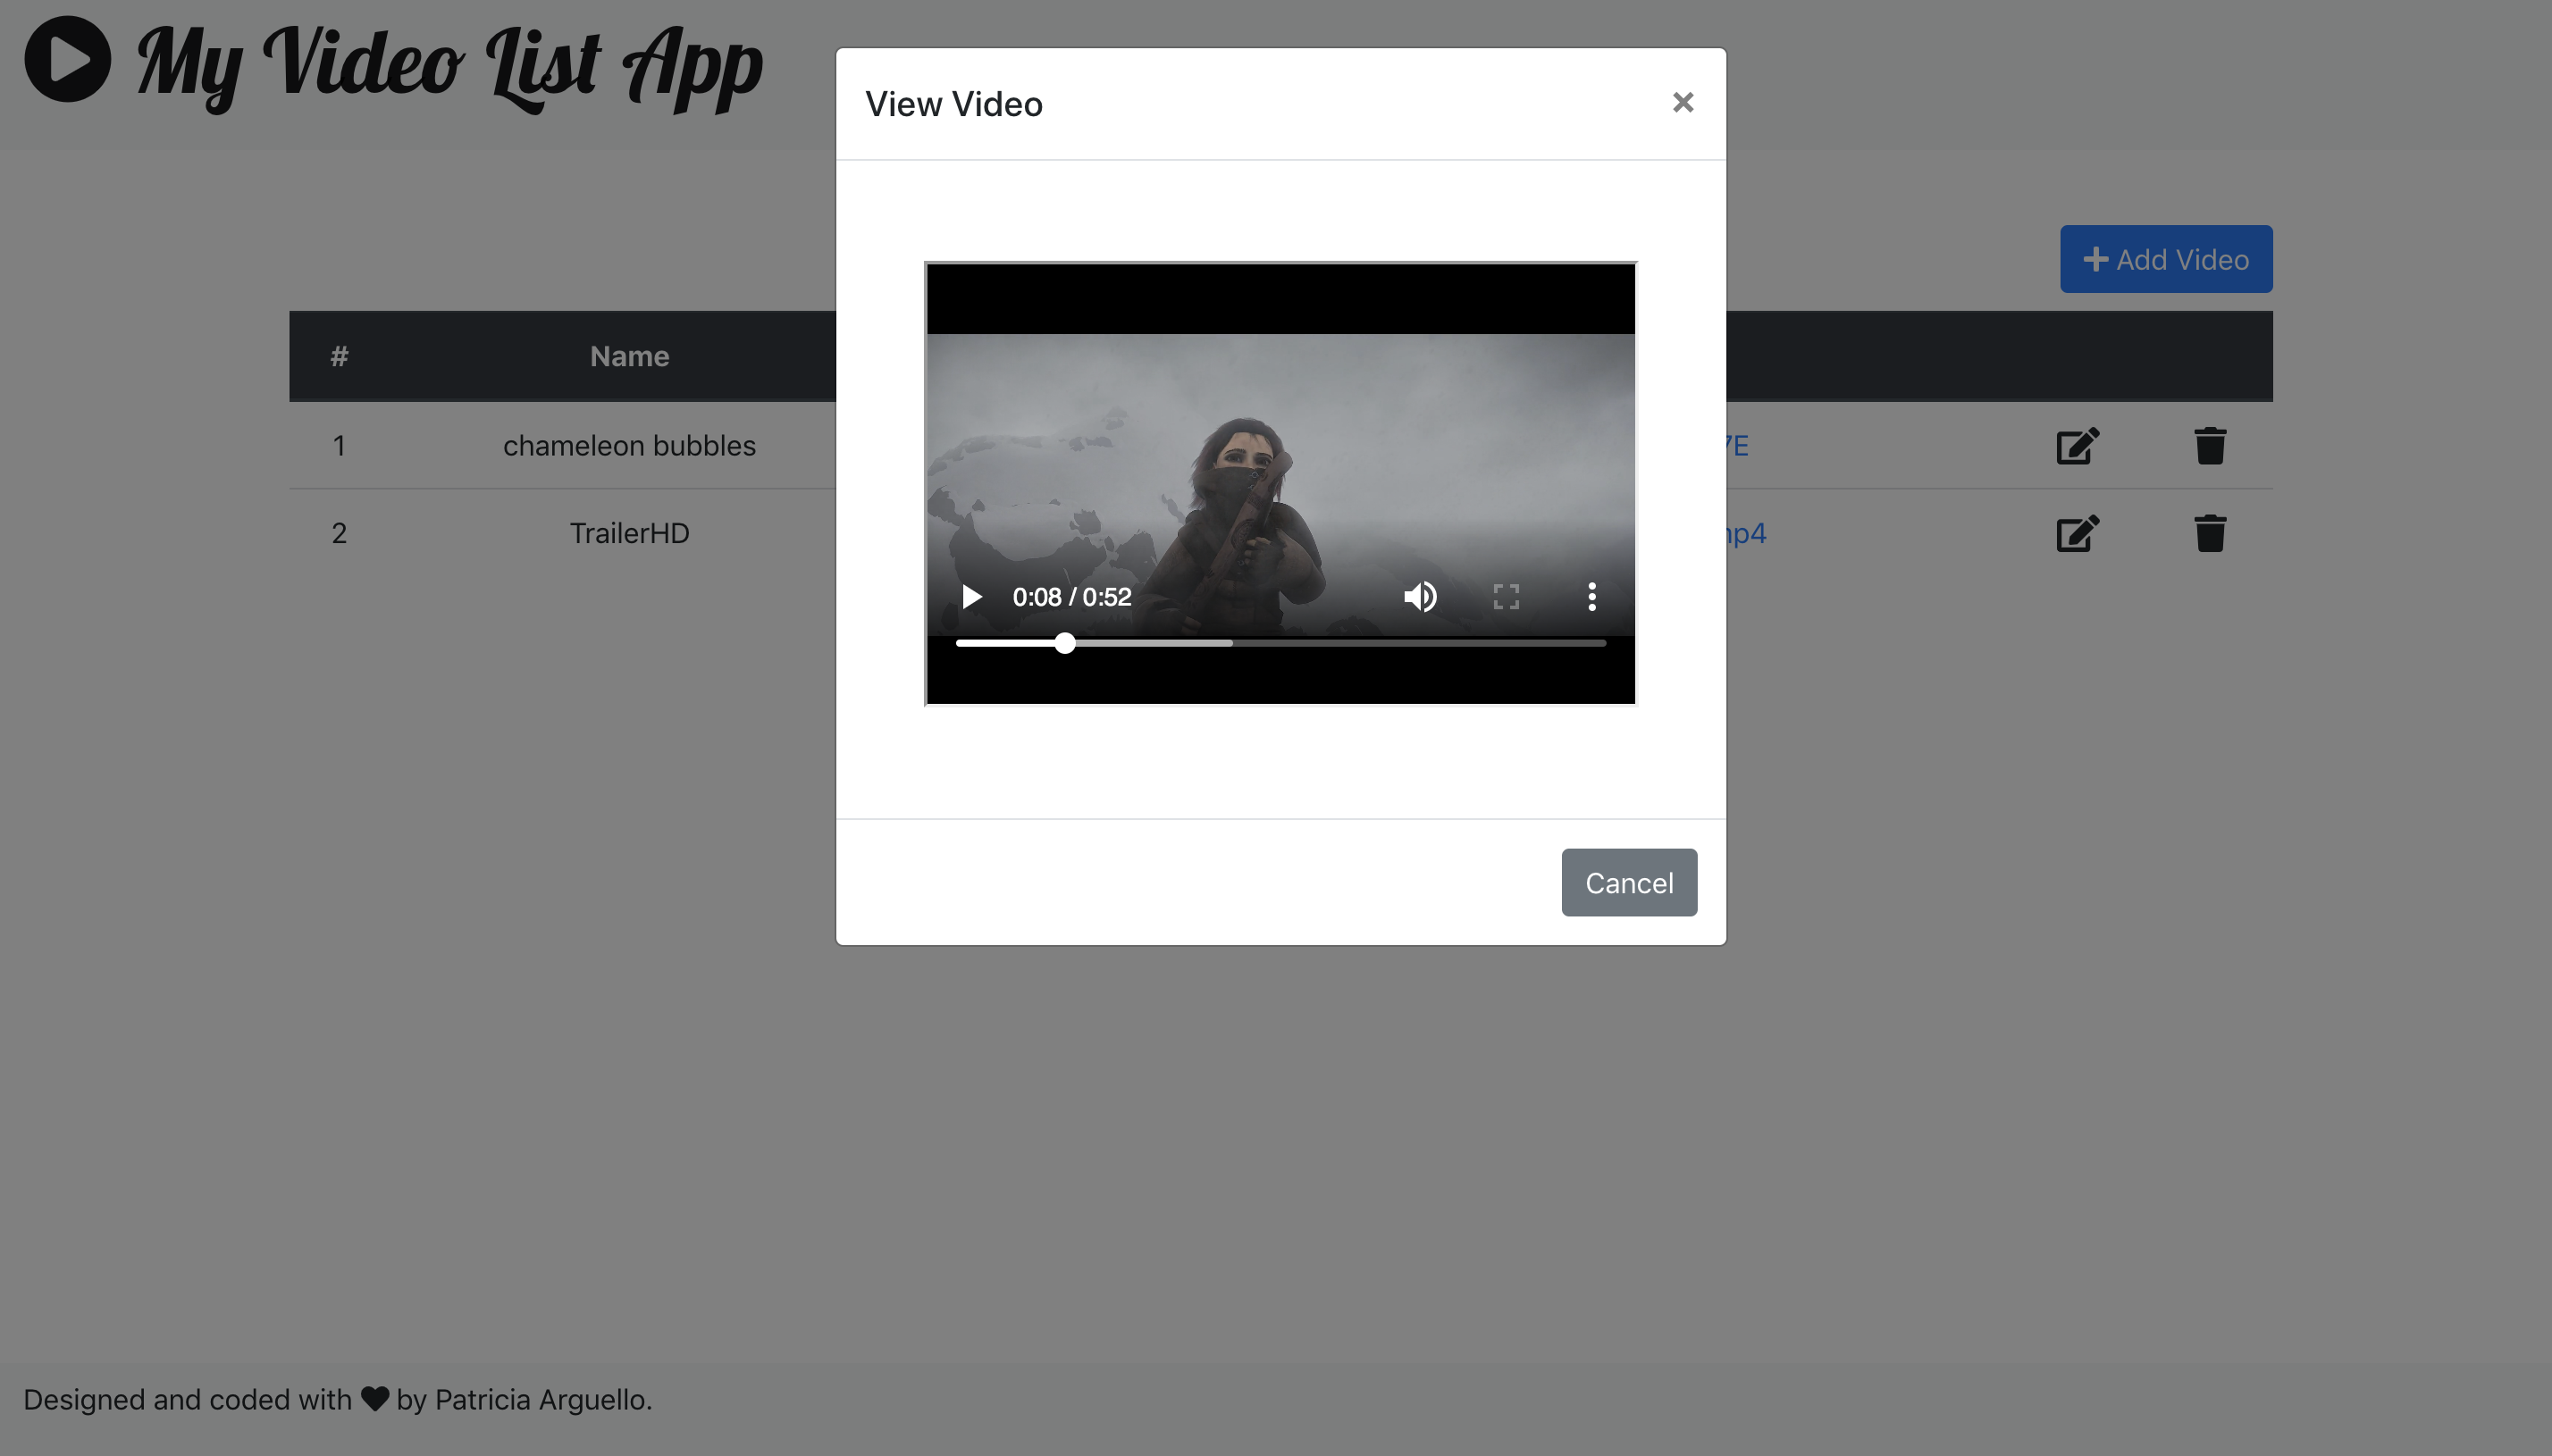 My Video List App
View Video
×
Add Video
# Name
1 chameleon bubbles 7E
2 TrailerHD mp4
0:08 / 0:52
Cancel
Designed and coded with ♥ by Patricia Arguello.